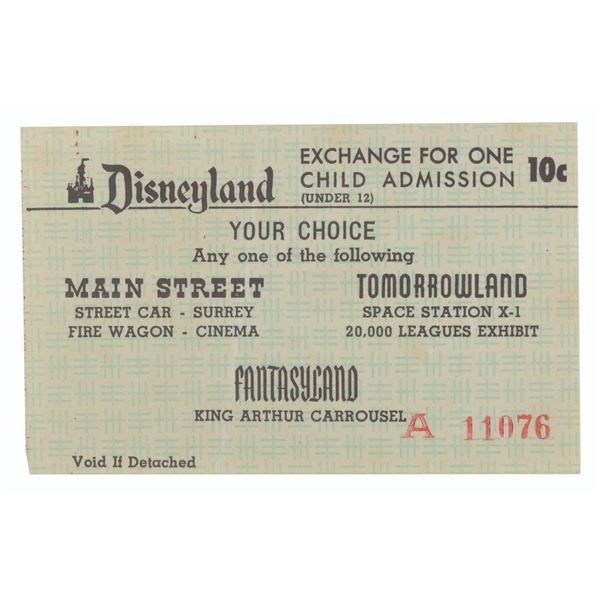 Disneyland
EXCHANGE FOR ONE
CHILD ADMISSION
(UNDER 12)
10c
YOUR CHOICE
Any one of the following
MAIN STREET
STREET CAR - SURREY
FIRE WAGON - CINEMA
TOMORROWLAND
SPACE STATION X-1
20,000 LEAGUES EXHIBIT
FANTASYLAND
KING ARTHUR CARROUSEL
A 11076
Void If Detached